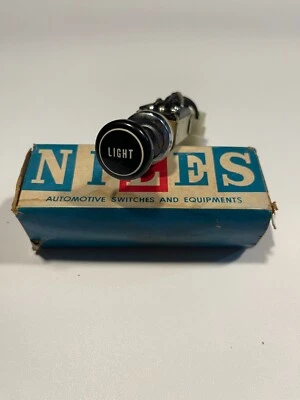 LIGHT
NILES
AUTOMOTIVE SWITCHES AND EQUIPMENTS